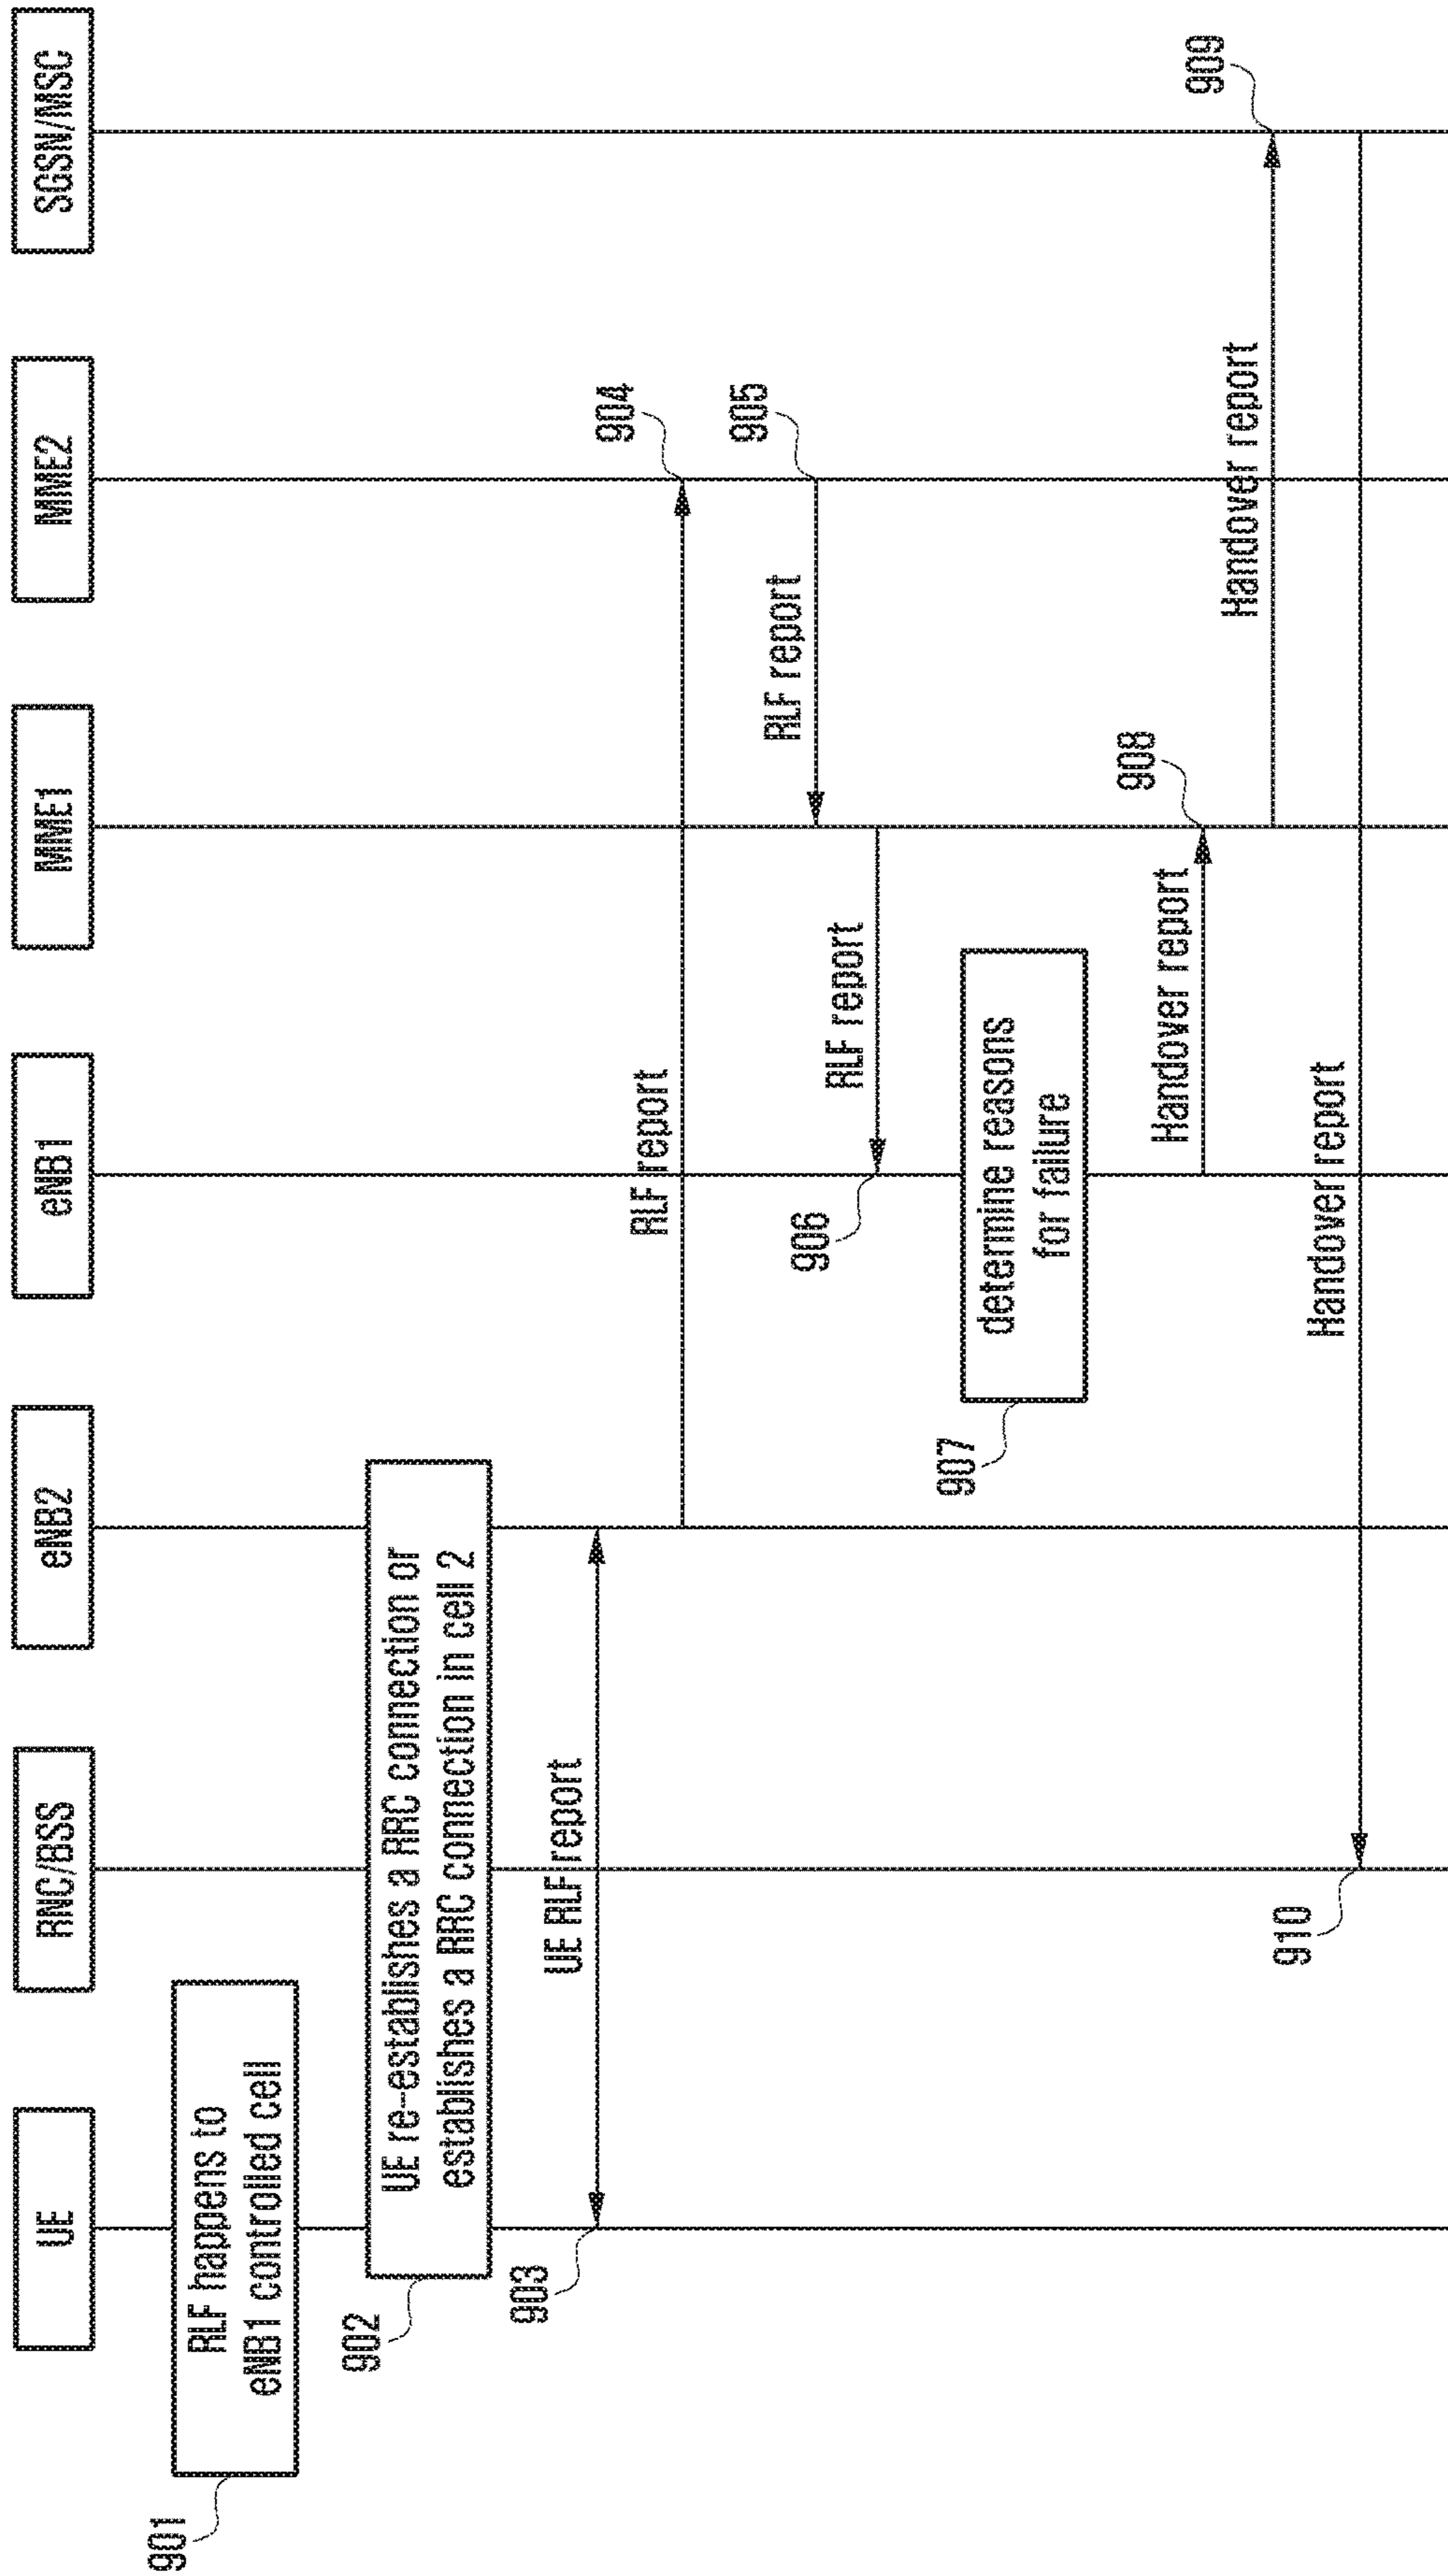 UE
RNC/BSS
eNB2
eNB1
MME1
MME2
SGSN/MSC
901
RLF happens to
eNB1 controlled cell
902
UE re-establishes a RRC connection or
establishes a RRC connection in cell 2
903
UE RLF report
RLF report
904
RLF report
905
906
RLF report
907
determine reasons
for failure
Handover report
908
Handover report
909
910
Handover report